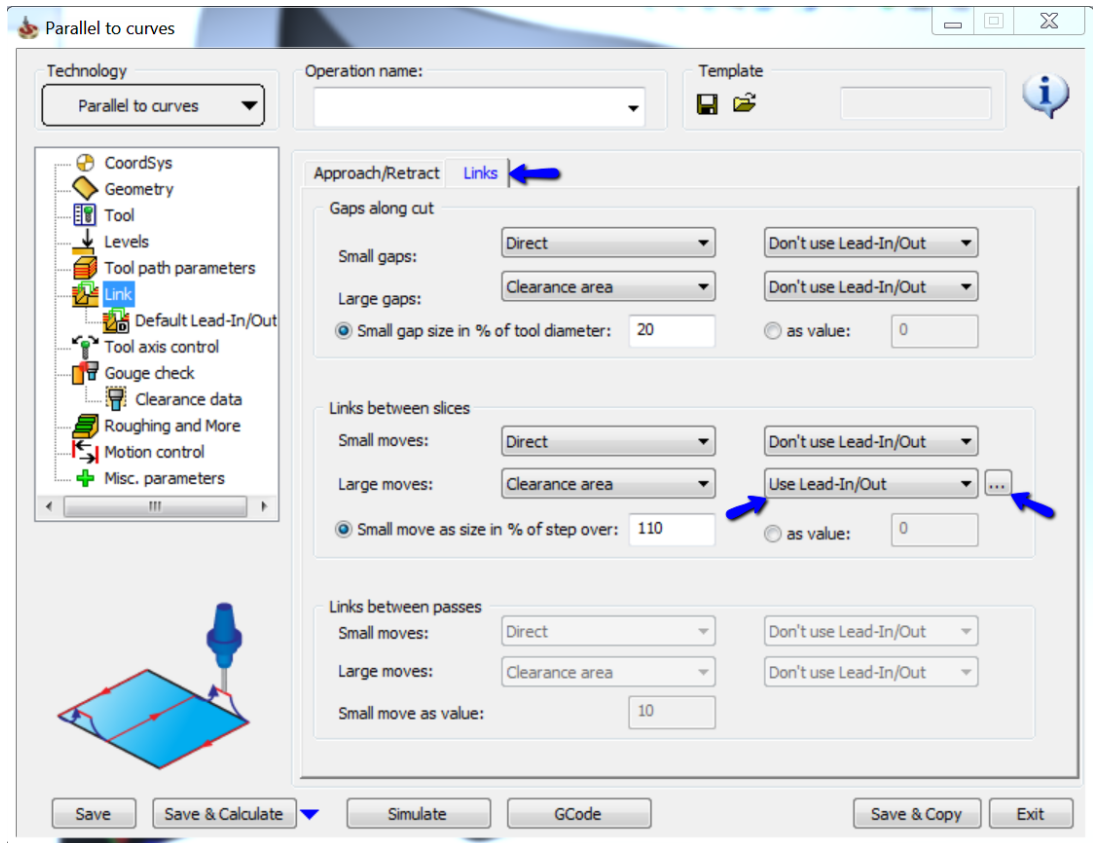 Parallel to curves
Technology
Parallel to curves
Operation name:
Template
CoordSys
Geometry
Tool
Levels
Tool path parameters
Link
Default Lead-In/Out
Tool axis control
Gouge check
Clearance data
Roughing and More
Motion control
Misc. parameters
Approach/Retract Links
Gaps along cut
Small gaps: Direct Don't use Lead-In/Out
Large gaps: Clearance area Don't use Lead-In/Out
Small gap size in % of tool diameter: 20 as value: 0
Links between slices
Small moves: Direct Don't use Lead-In/Out
Large moves: Clearance area Use Lead-In/Out ...
Small move as size in % of step over: 110 as value: 0
Links between passes
Small moves: Direct Don't use Lead-In/Out
Large moves: Clearance area Don't use Lead-In/Out
Small move as value: 10
Save Save & Calculate Simulate GCode Save & Copy Exit